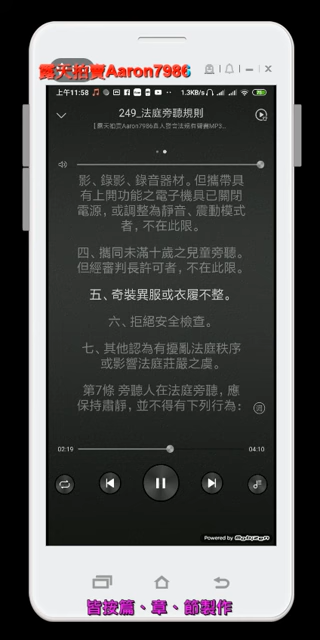 露天拍賣Aaron7986
上午11:58
1.3KB/s
249_法庭旁聽規則
[露天拍賣Aaron7986真人發音法條有聲書MP3...
影、錄影、錄音器材。但攜帶具
有上開功能之電子機具已關閉
電源，或調整為靜音、震動模式
者，不在此限。
四、攜同未滿十歲之兒童旁聽。
但經審判長許可者，不在此限。
五、奇裝異服或衣履不整。
六、拒絕安全檢查。
七、其他認為有擾亂法庭秩序
或影響法庭莊嚴之虞。
第7條 旁聽人在法庭旁聽，應
保持肅靜，並不得有下列行為：
詞
02:19
04:10
Powered by Mobizen
皆按篇、章、節製作